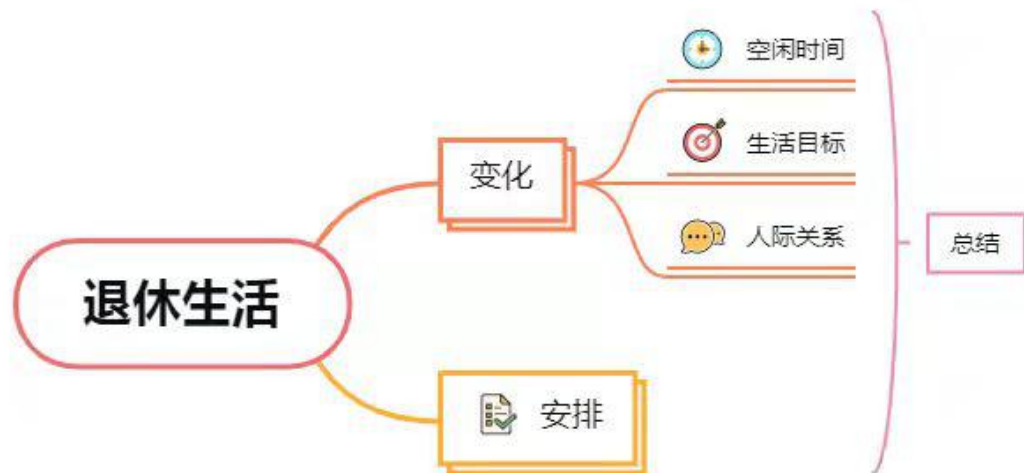 退休生活
变化
空闲时间
生活目标
人际关系
安排
总结